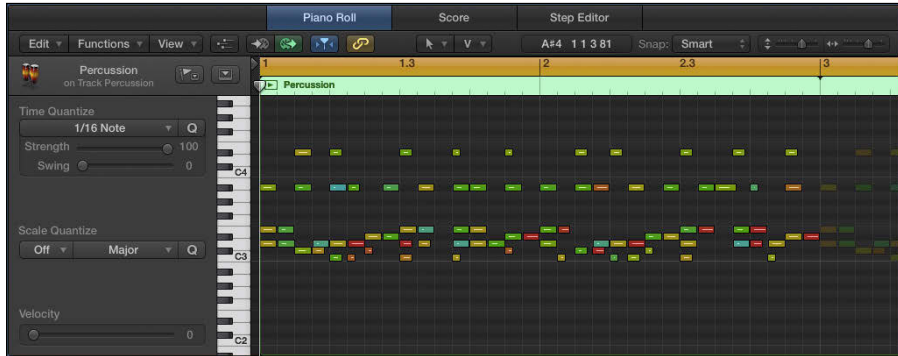 Piano Roll Score Step Editor
Edit Functions View V A#4 1 1 3 81 Snap: Smart
Percussion
on Track Percussion
1 1.3 2 2.3 3
Percussion
Time Quantize
1/16 Note Q
Strength 100
Swing 0
C4
Scale Quantize
Off Major Q
C3
Velocity
0
C2